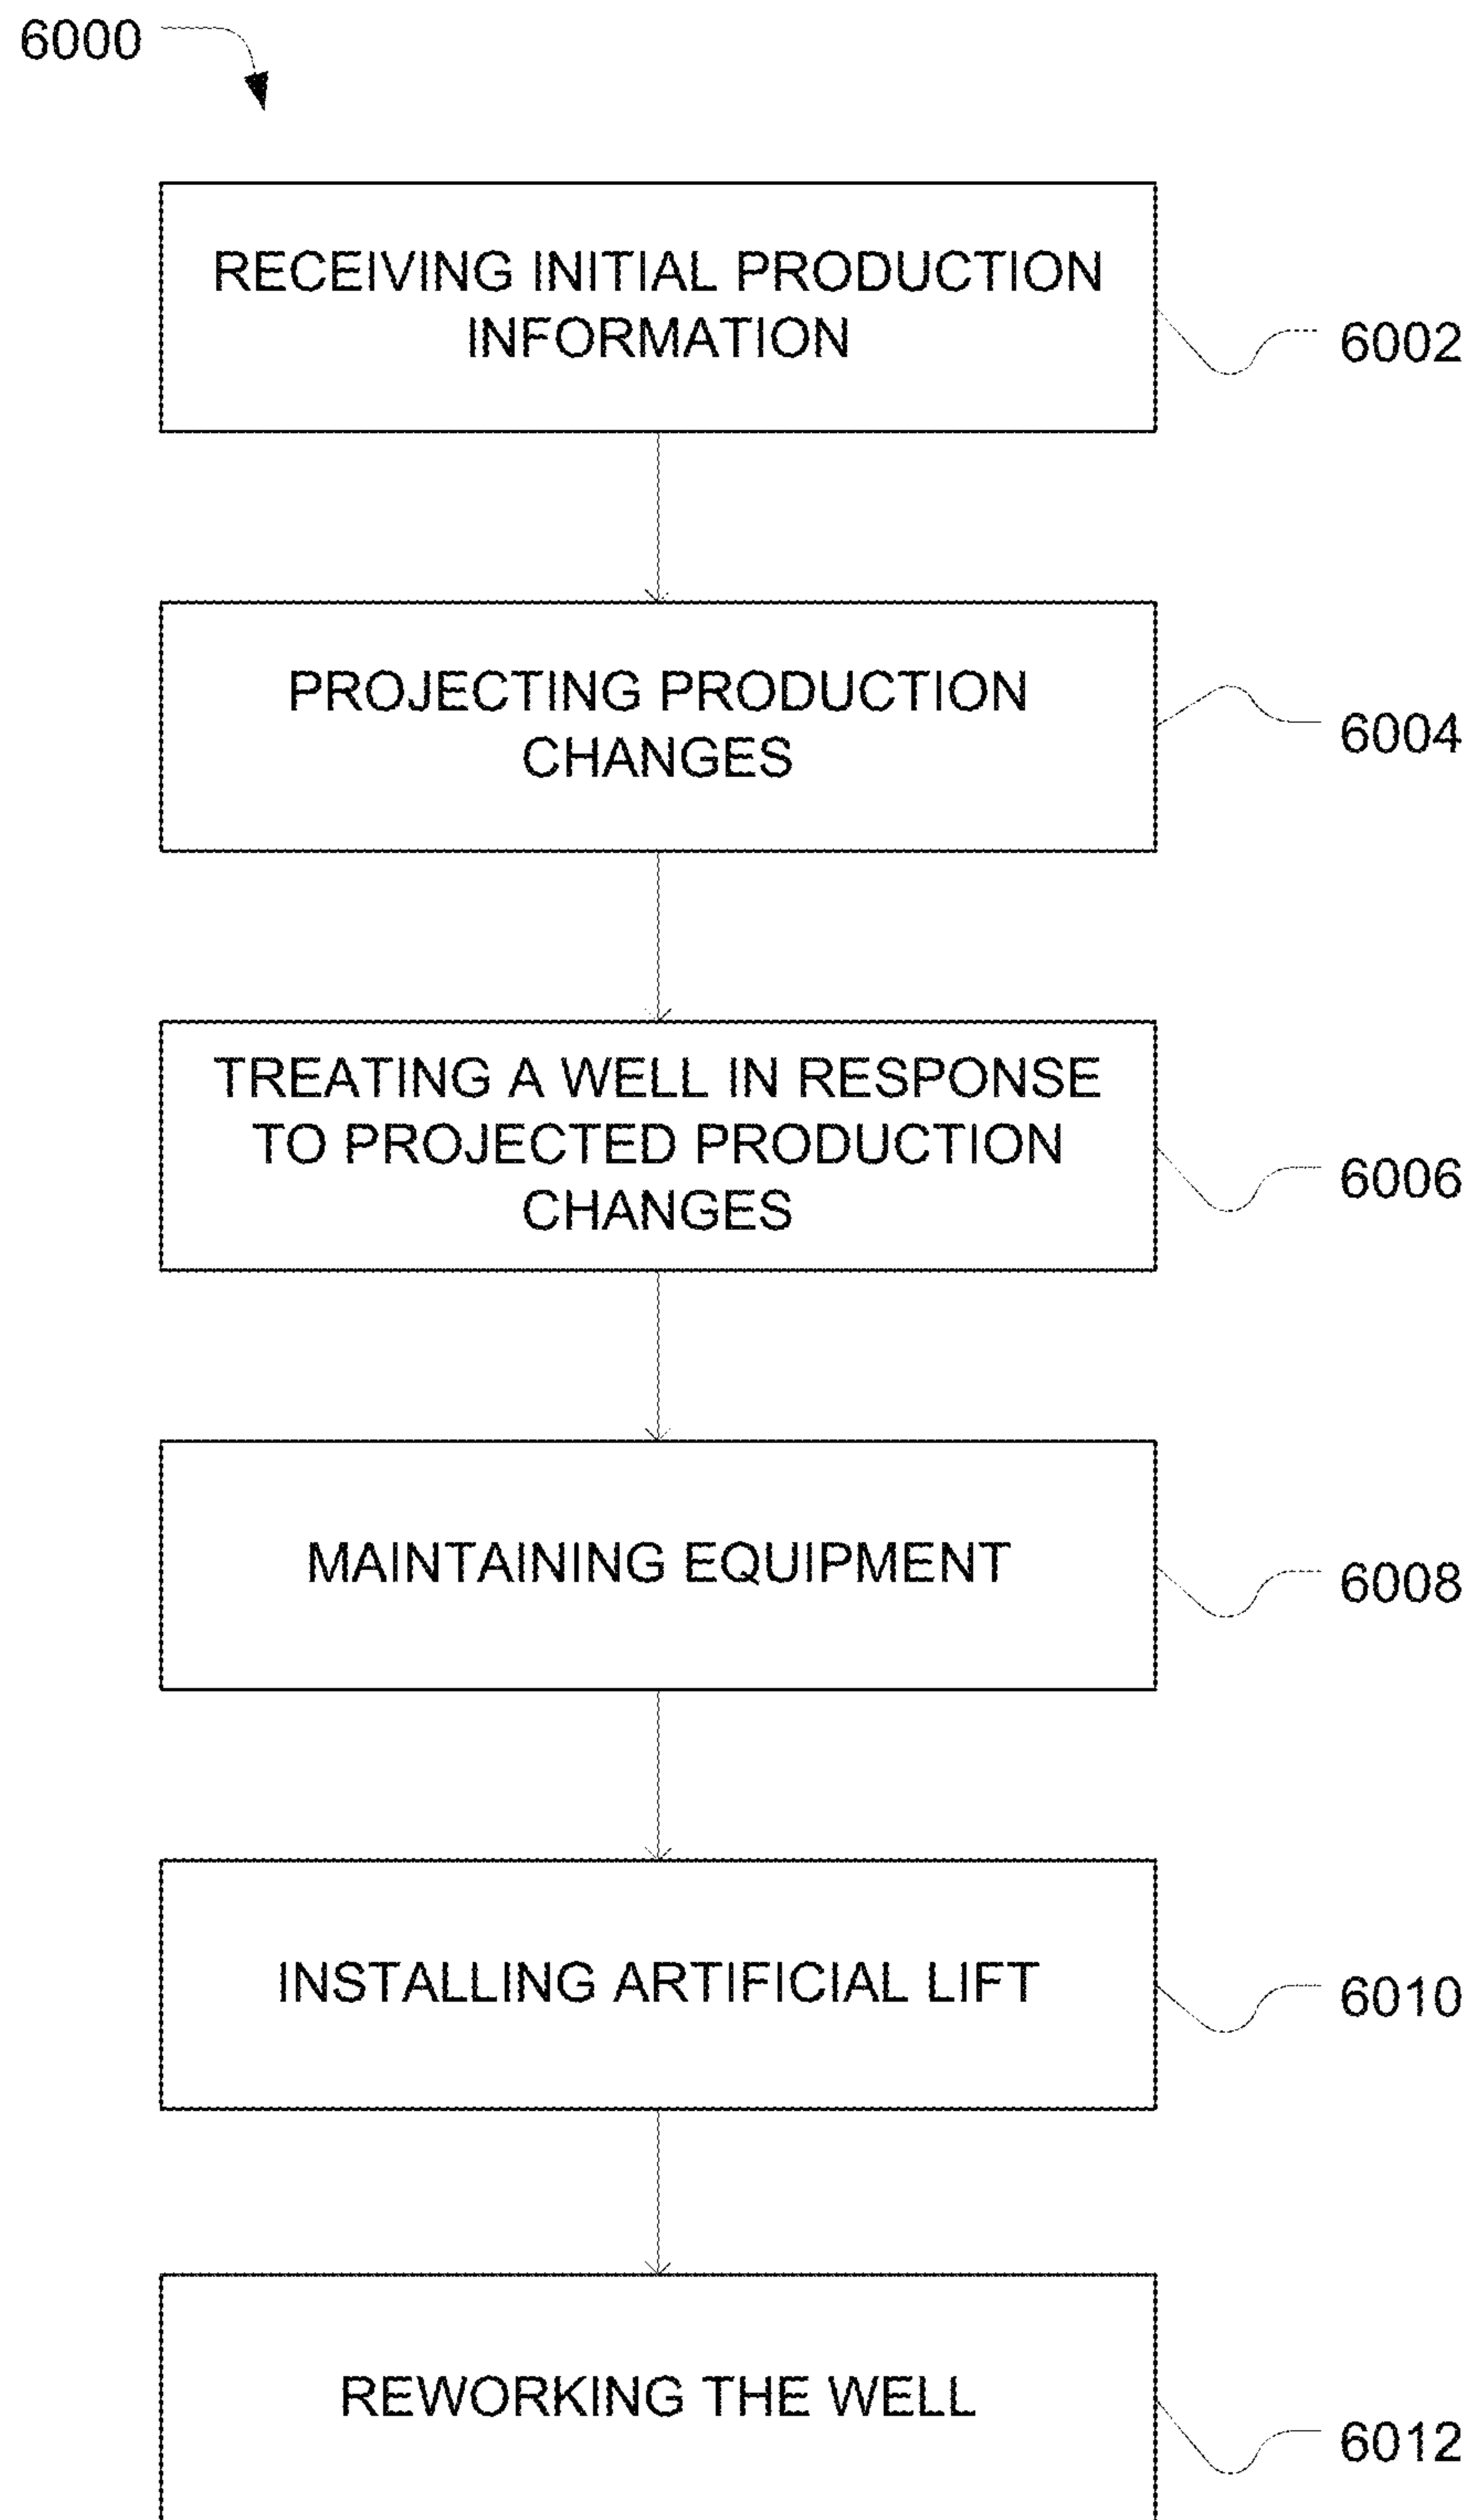 6000
RECEIVING INITIAL PRODUCTION
INFORMATION
6002
PROJECTING PRODUCTION
CHANGES
6004
TREATING A WELL IN RESPONSE
TO PROJECTED PRODUCTION
CHANGES
6006
MAINTAINING EQUIPMENT
6008
INSTALLING ARTIFICIAL LIFT
6010
REWORKING THE WELL
6012